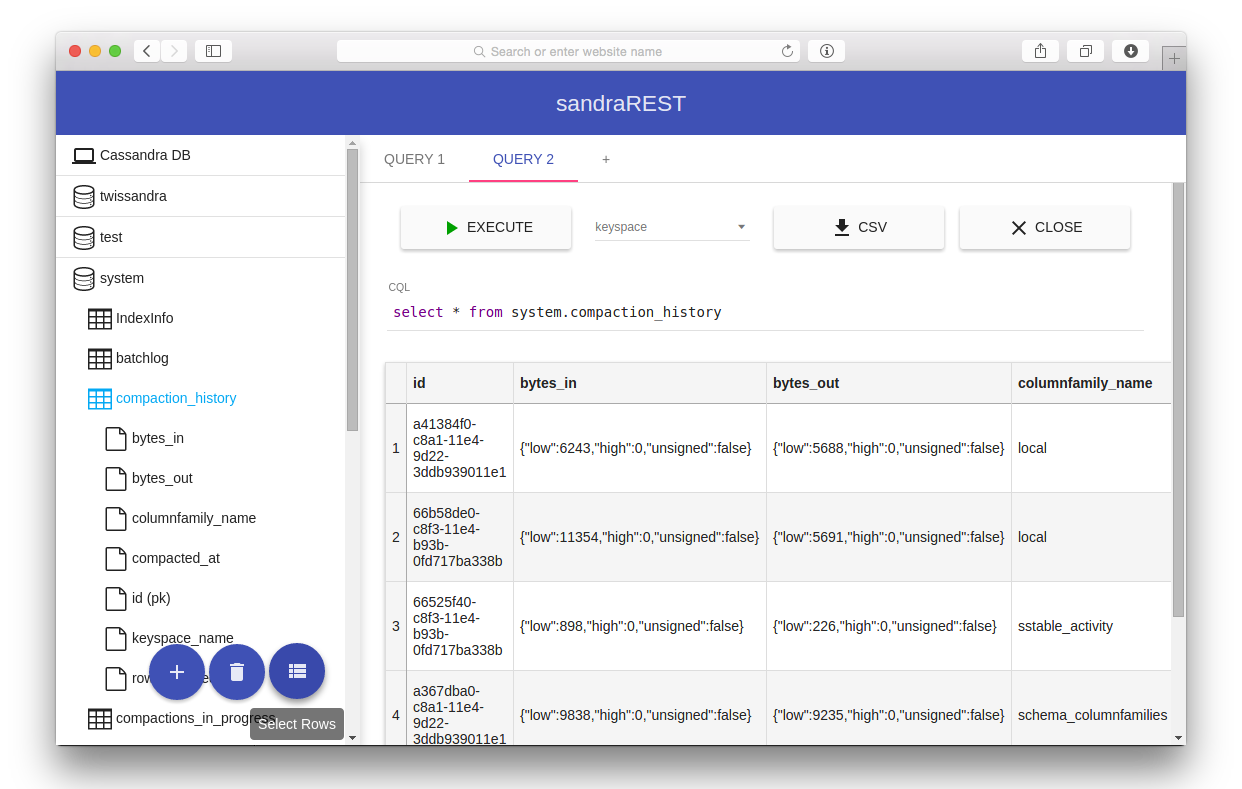 Search or enter website name
sandraREST
Cassandra DB
twissandra
test
system
IndexInfo
batchlog
compaction_history
bytes_in
bytes_out
columnfamily_name
compacted_at
id (pk)
keyspace_name
compactions_in_progress
Select Rows
QUERY 1 QUERY 2 +
EXECUTE keyspace CSV CLOSE
CQL
select * from system.compaction_history
id bytes_in bytes_out columnfamily_name
1 a41384f0-c8a1-11e4-9d22-3ddb939011e1 {"low":6243,"high":0,"unsigned":false} {"low":5688,"high":0,"unsigned":false} local
2 66b58de0-c8f3-11e4-b93b-0fd717ba338b {"low":11354,"high":0,"unsigned":false} {"low":5691,"high":0,"unsigned":false} local
3 66525f40-c8f3-11e4-b93b-0fd717ba338b {"low":898,"high":0,"unsigned":false} {"low":226,"high":0,"unsigned":false} sstable_activity
4 a367dba0-c8a1-11e4-9d22-3ddb939011e1 {"low":9838,"high":0,"unsigned":false} {"low":9235,"high":0,"unsigned":false} schema_columnfamilies